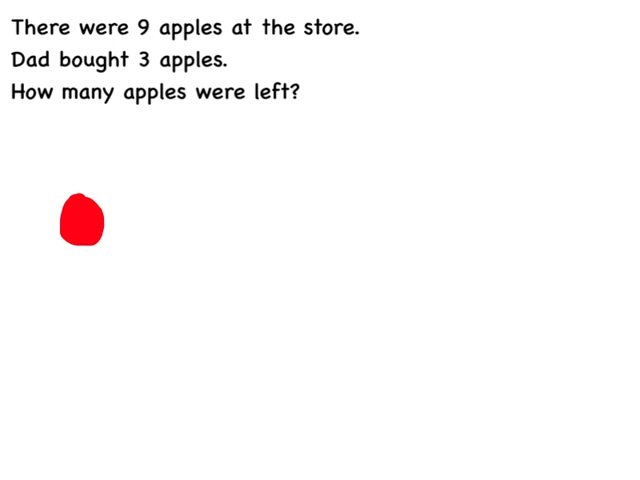 There were 9 apples at the store.
Dad bought 3 apples.
How many apples were left?